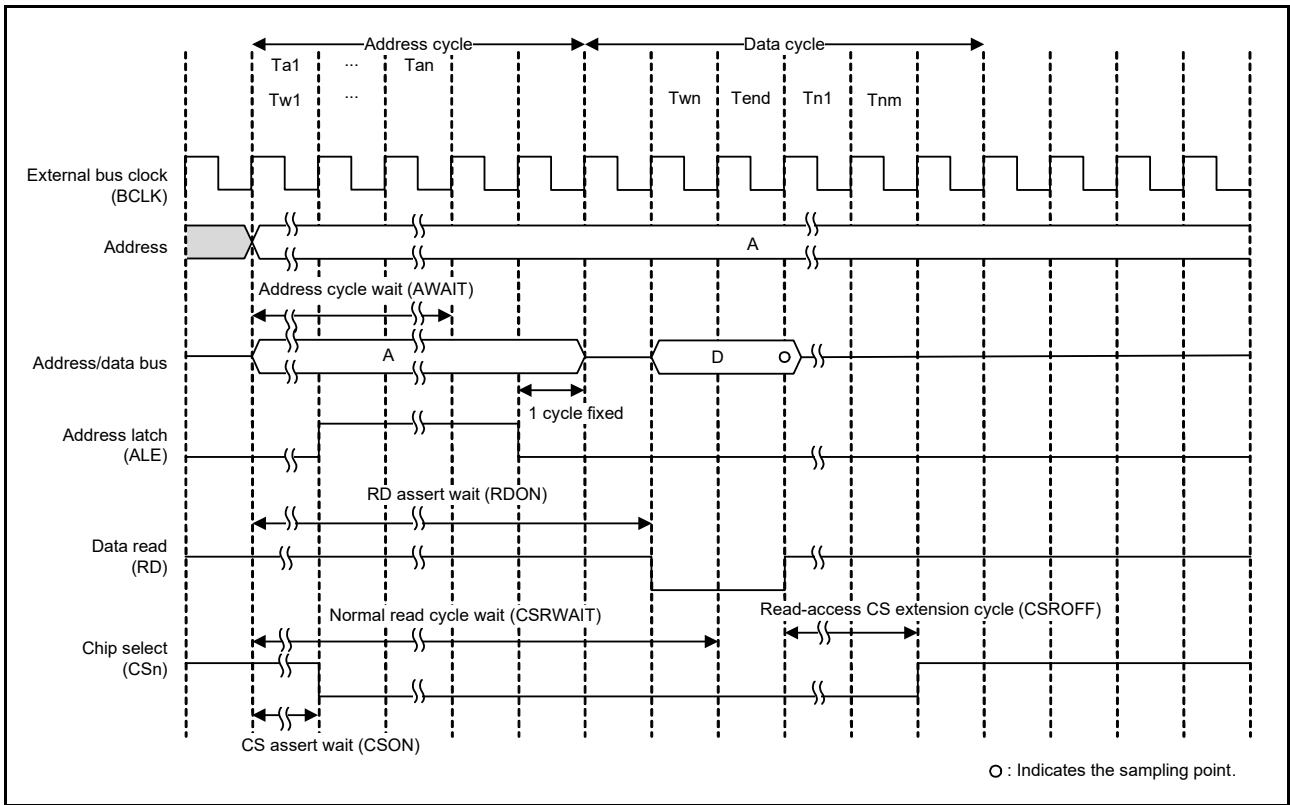 Address cycle Data cycle
Ta1 ... Tan
Tw1 ... Twn Tend Tn1 Tnm
External bus clock
(BCLK)
Address A
Address cycle wait (AWAIT)
Address/data bus A D
1 cycle fixed
Address latch
(ALE)
RD assert wait (RDON)
Data read
(RD)
Normal read cycle wait (CSRWAIT) Read-access CS extension cycle (CSROFF)
Chip select
(CSn)
CS assert wait (CSON)
: Indicates the sampling point.